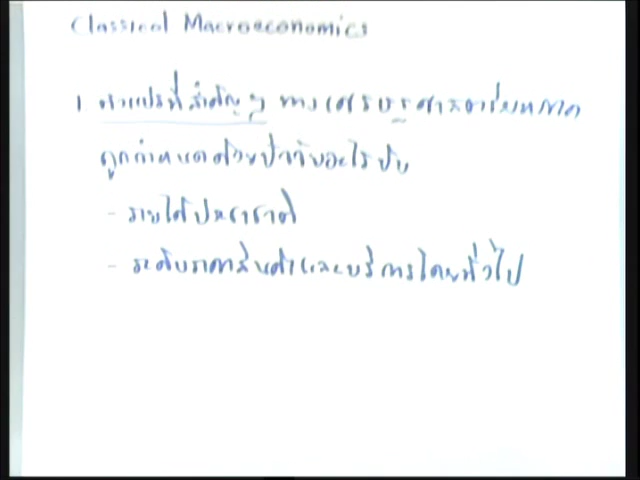 Classical Macroeconomics
1 ตัวแปรที่สำคัญๆ ทางเศรษฐศาสตร์มหภาค
ถูกกำหนดด้วยปัจจัยอะไร
- รายได้ประชาชาติ
- ระดับราคาสินค้าและบริการโดยทั่วไป